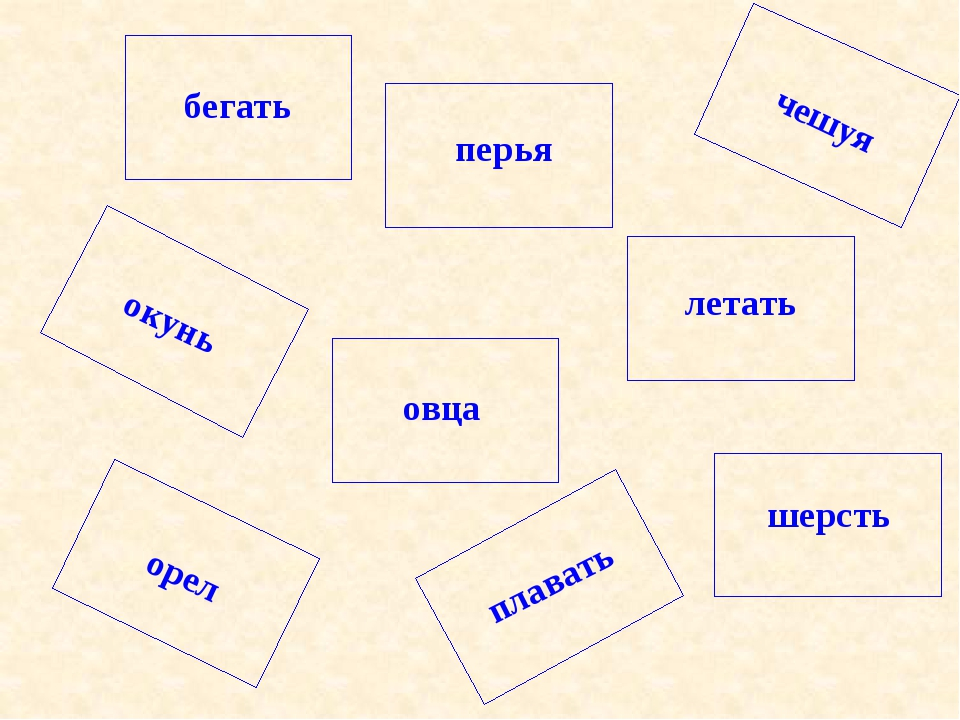 бегать
перья
чешуя
окунь
летать
овца
шерсть
орел
плавать